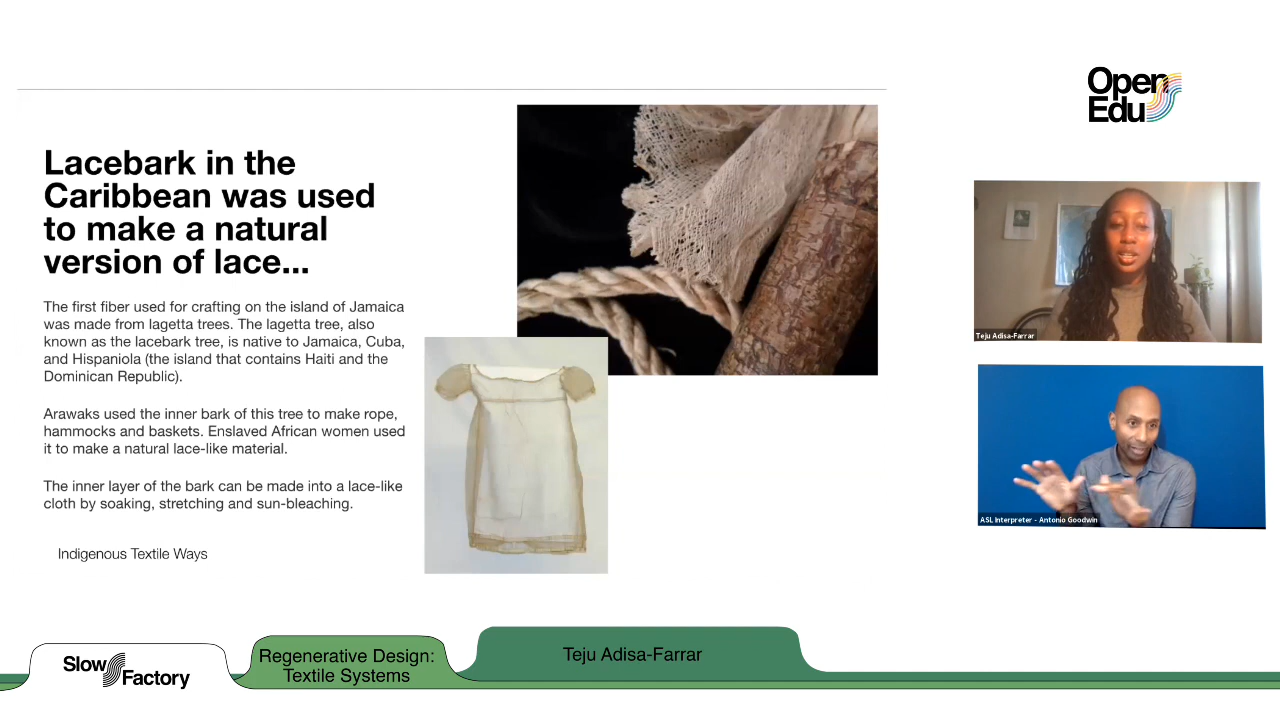 Open
Edu
Lacebark in the
Caribbean was used
to make a natural
version of lace...
The first fiber used for crafting on the island of Jamaica
was made from lagetta trees. The lagetta tree, also
known as the lacebark tree, is native to Jamaica, Cuba,
and Hispaniola (the island that contains Haiti and the
Dominican Republic).
Arawaks used the inner bark of this tree to make rope,
hammocks and baskets. Enslaved African women used
it to make a natural lace-like material.
The inner layer of the bark can be made into a lace-like
cloth by soaking, stretching and sun-bleaching.
Indigenous Textile Ways
Teju Adisa-Farrar
ASL Interpreter - Antonio Goodwin
Slow
Factory
Regenerative Design:
Textile Systems
Teju Adisa-Farrar